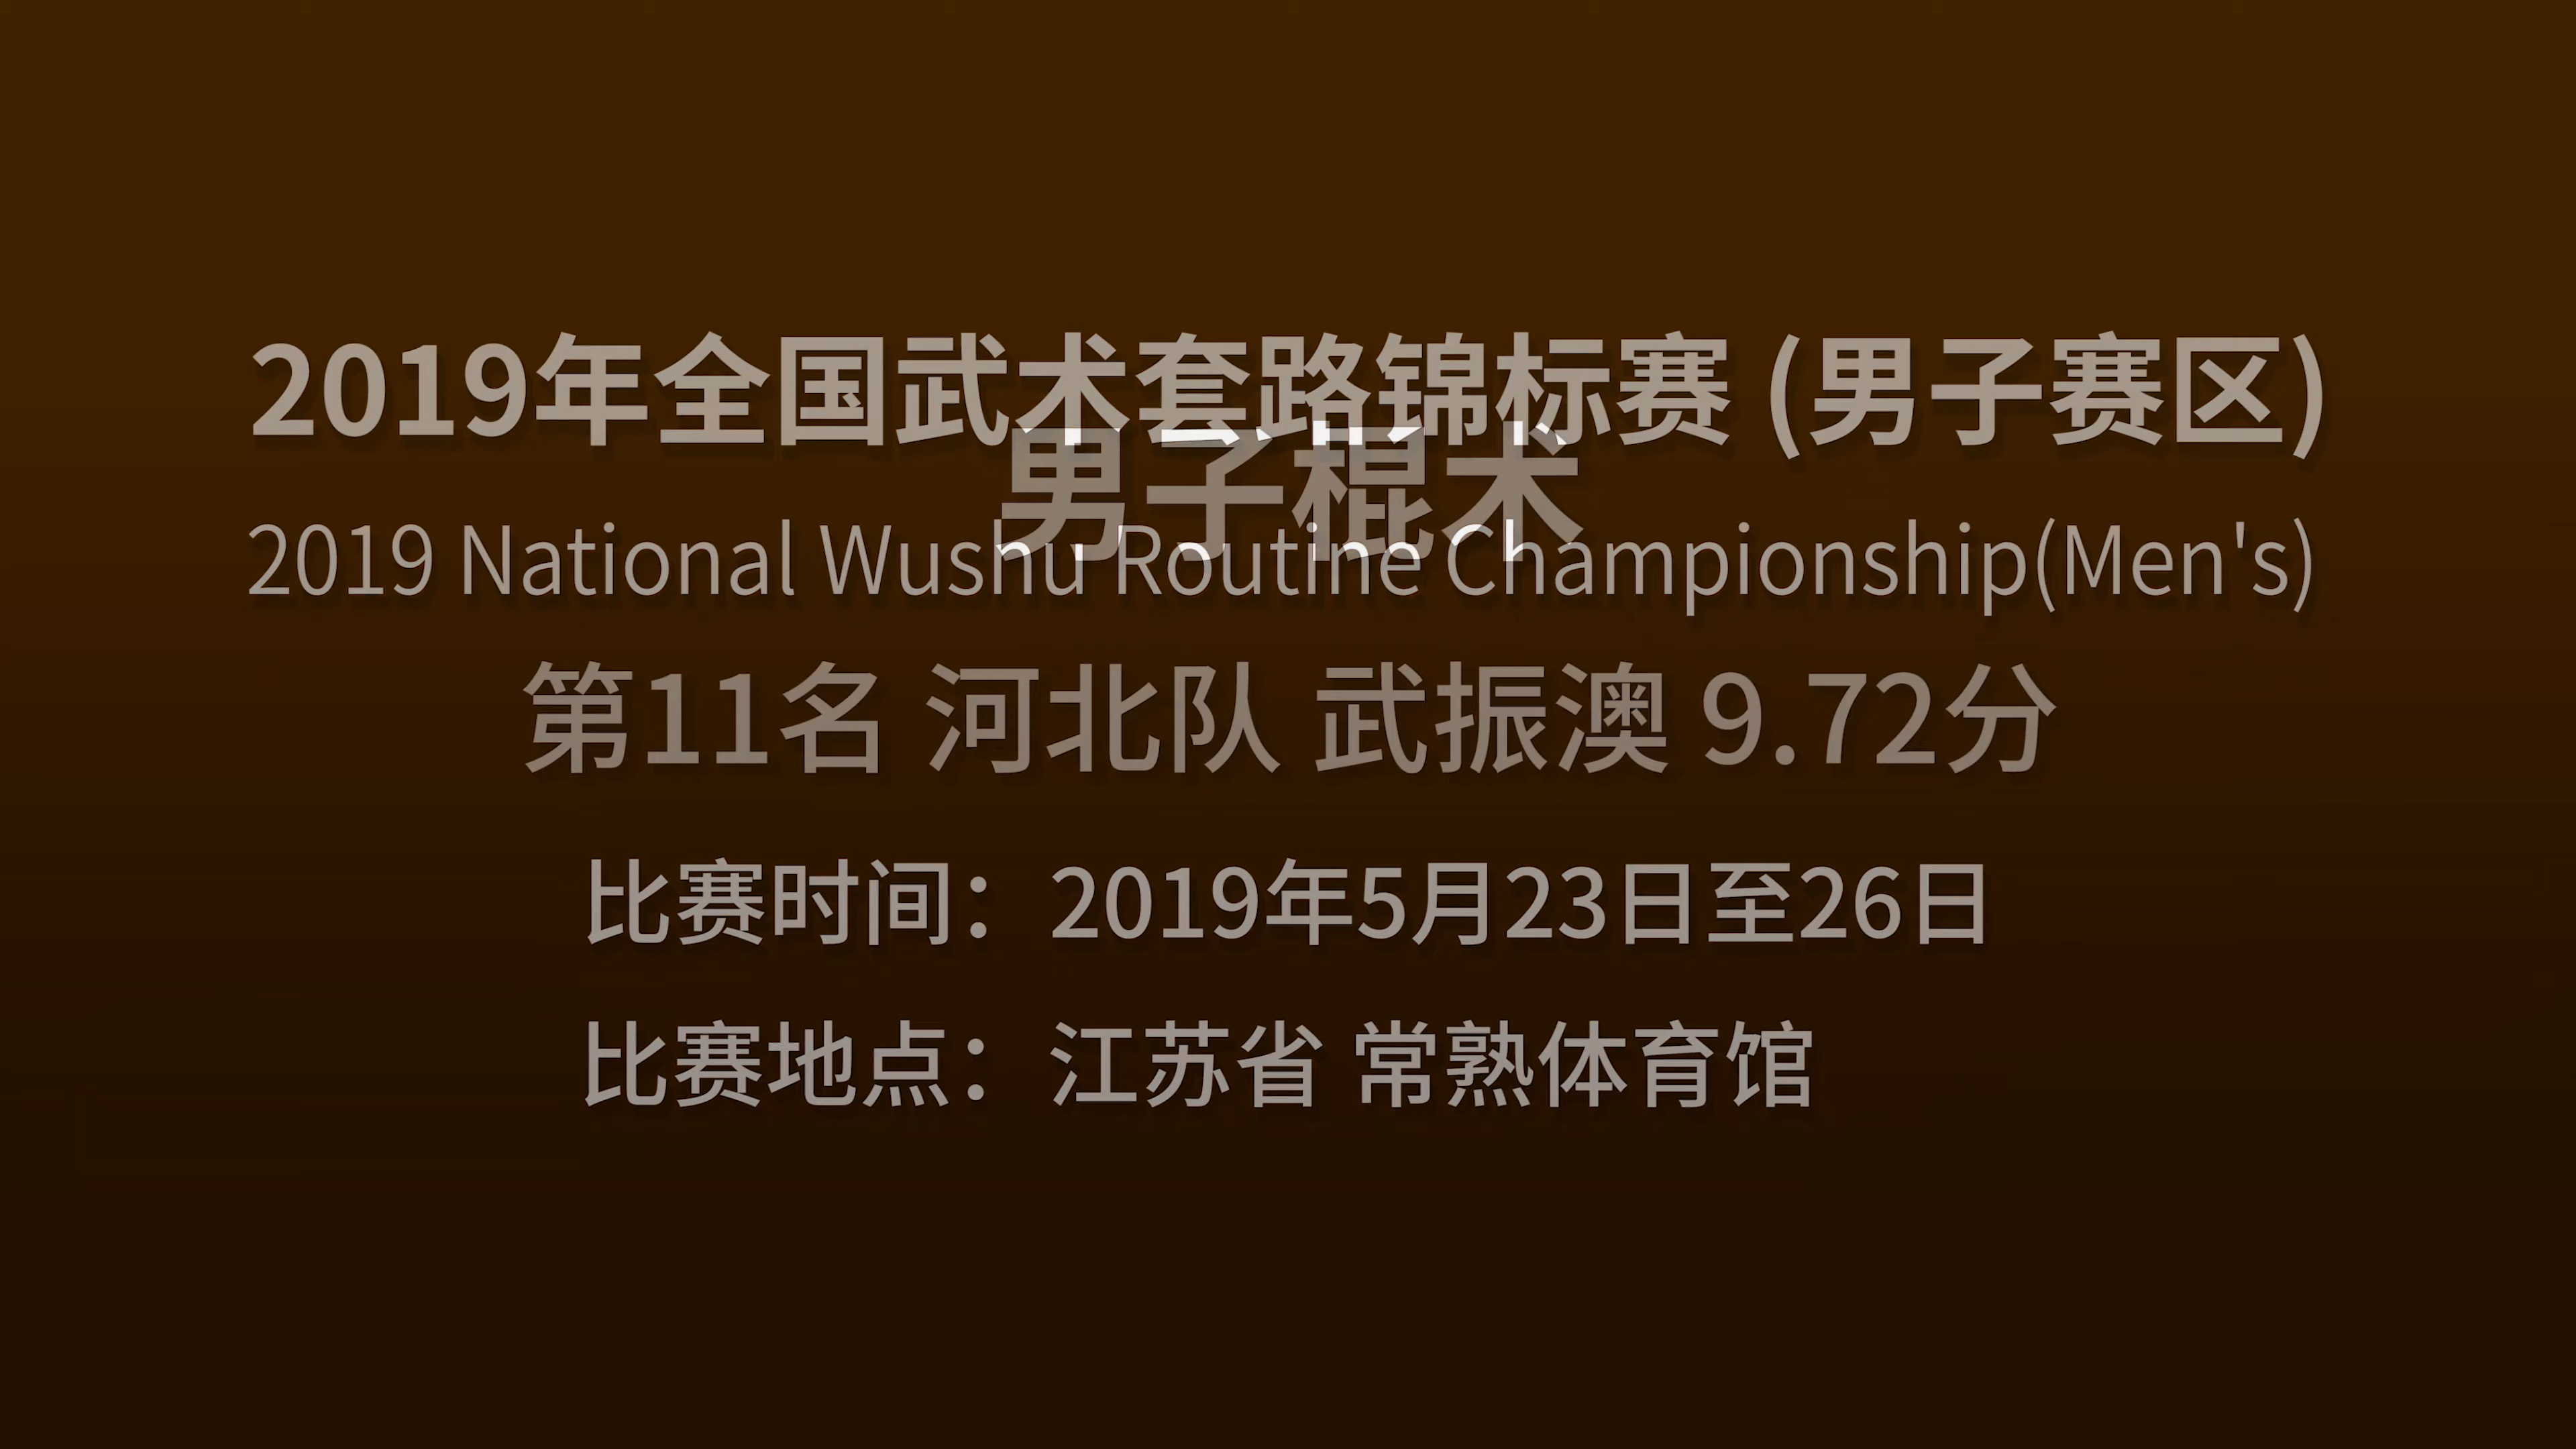 2019年全国武术套路锦标赛 (男子赛区)
男子棍术
2019 National Wushu Routine Championship(Men's)
第11名 河北队 武振澳 9.72分
比赛时间：2019年5月23日至26日
比赛地点：江苏省 常熟体育馆